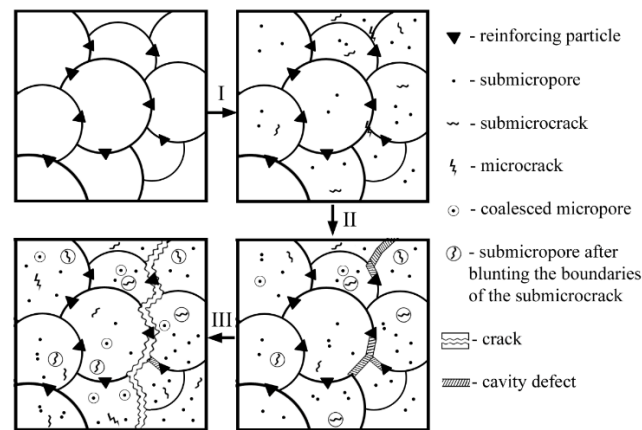 I
II
III
- reinforcing particle
- submicropore
- submicrocrack
- microcrack
- coalesced micropore
- submicropore after
blunting the boundaries
of the submicrocrack
- crack
- cavity defect